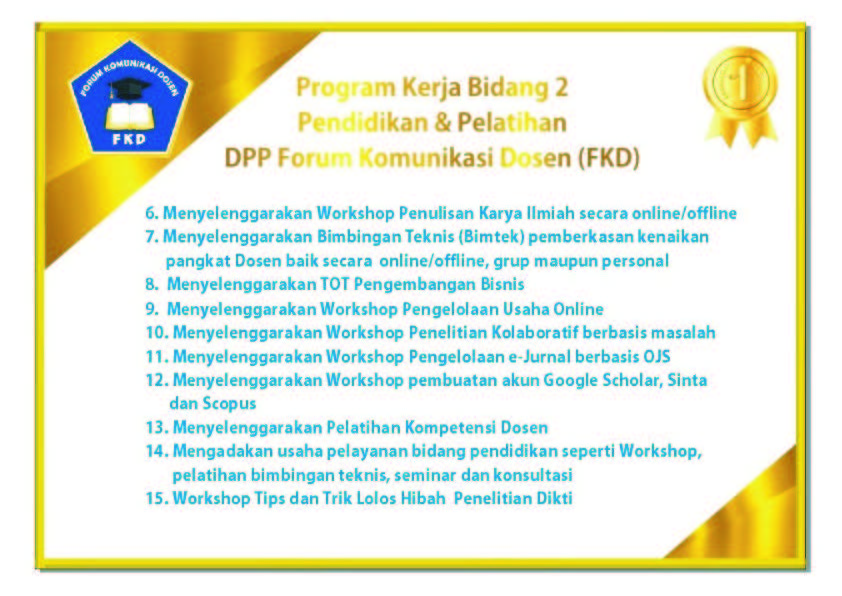 FORUM KOMUNIKASI DOSEN
FKD
1
Program Kerja Bidang 2
Pendidikan & Pelatihan
DPP Forum Komunikasi Dosen (FKD)
6. Menyelenggarakan Workshop Penulisan Karya Ilmiah secara online/offline
7. Menyelenggarakan Bimbingan Teknis (Bimtek) pemberkasan kenaikan
pangkat Dosen baik secara online/offline, grup maupun personal
8. Menyelenggarakan TOT Pengembangan Bisnis
9. Menyelenggarakan Workshop Pengelolaan Usaha Online
10. Menyelenggarakan Workshop Penelitian Kolaboratif berbasis masalah
11. Menyelenggarakan Workshop Pengelolaan e-Jurnal berbasis OJS
12. Menyelenggarakan Workshop pembuatan akun Google Scholar, Sinta
dan Scopus
13. Menyelenggarakan Pelatihan Kompetensi Dosen
14. Mengadakan usaha pelayanan bidang pendidikan seperti Workshop,
pelatihan bimbingan teknis, seminar dan konsultasi
15. Workshop Tips dan Trik Lolos Hibah Penelitian Dikti